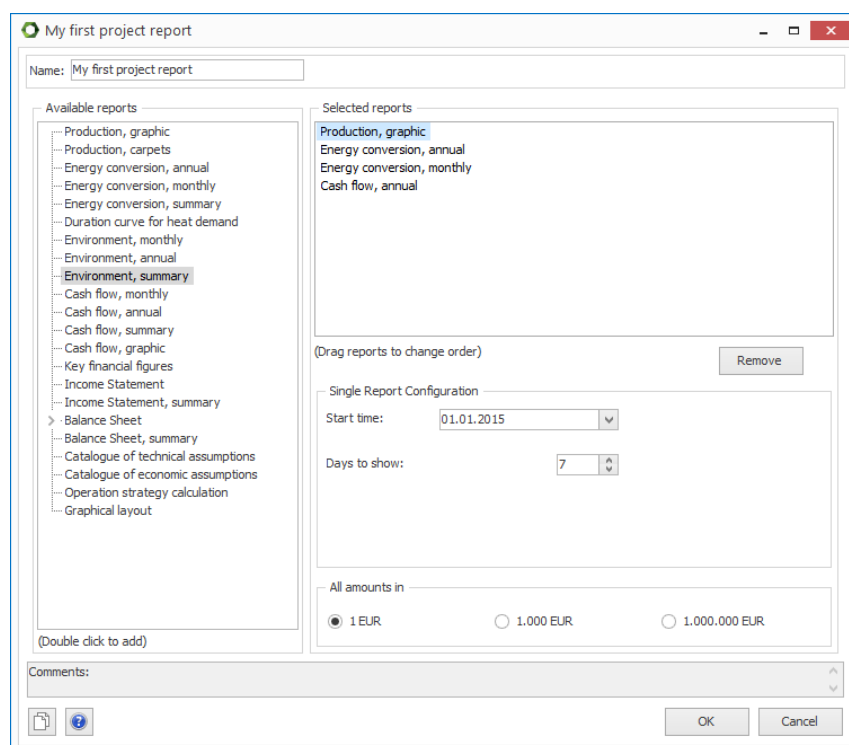 My first project report
Name: My first project report
Available reports
Production, graphic
Production, carpets
Energy conversion, annual
Energy conversion, monthly
Energy conversion, summary
Duration curve for heat demand
Environment, monthly
Environment, annual
Environment, summary
Cash flow, monthly
Cash flow, annual
Cash flow, summary
Cash flow, graphic
Key financial figures
Income Statement
Income Statement, summary
Balance Sheet
Balance Sheet, summary
Catalogue of technical assumptions
Catalogue of economic assumptions
Operation strategy calculation
Graphical layout
(Double click to add)
Selected reports
Production, graphic
Energy conversion, annual
Energy conversion, monthly
Cash flow, annual
(Drag reports to change order)
Remove
Single Report Configuration
Start time: 01.01.2015
Days to show: 7
All amounts in
1 EUR 1.000 EUR 1.000.000 EUR
Comments:
OK Cancel